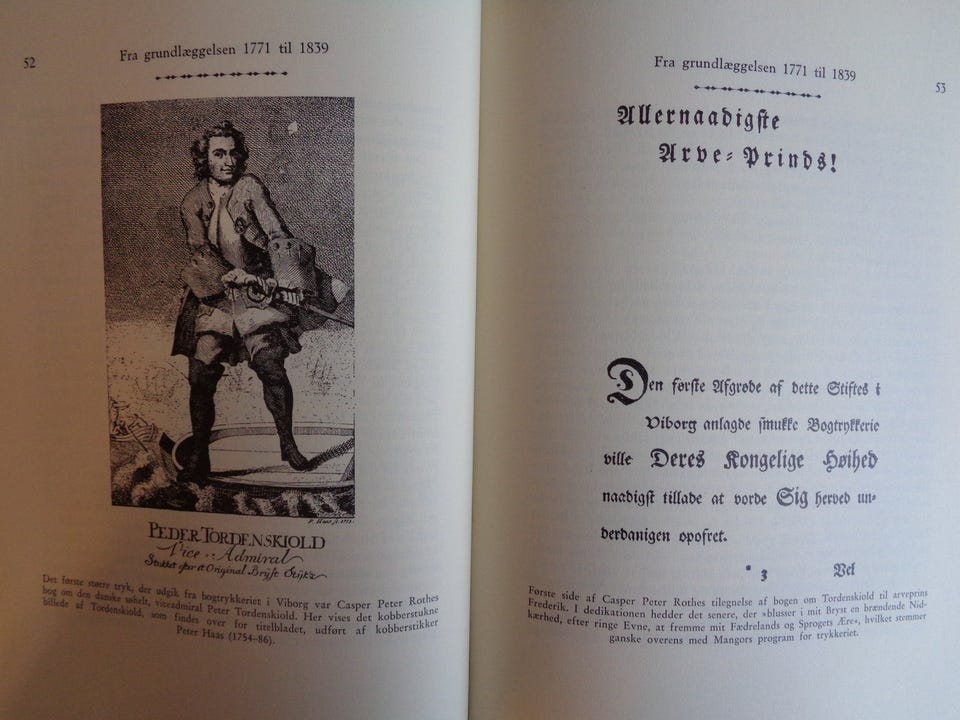 52
Fra grundlæggelsen 1771 til 1839
P. Haas f. 1773.
PEDER TORDENSKIOLD
Vice-Admiral
Stukket efter et Original Bryst Stykke
Det første større tryk, der udgik fra bogtrykkeriet i Viborg var Casper Peter Rothes
bog om den danske søhelt, viceadmiral Peter Tordenskiold. Her vises det kobberstukne
billede af Tordenskiold, som findes over for titelbladet, udført af kobberstikker
Peter Haas (1754-86).
Fra grundlæggelsen 1771 til 1839
53
Allernaadigste
Arve-Prinds!
Den første Afgrøde af dette Stiftes i
Viborg anlagde smukke Bogtrykkerie
ville Deres Kongelige Høihed
naadigst tillade at vorde Sig herved un-
derdanigen opofret.
* 3
Vel
Første side af Casper Peter Rothes tilegnelse af bogen om Tordenskiold til arveprins
Frederik. I dedikationen hedder det senere, der »blusser i mit Bryst en brændende Nid-
kærhed, efter ringe Evne, at fremme mit Fædrelands og Sprogets Ære«, hvilket stemmer
ganske overens med Mangors program for trykkeriet.